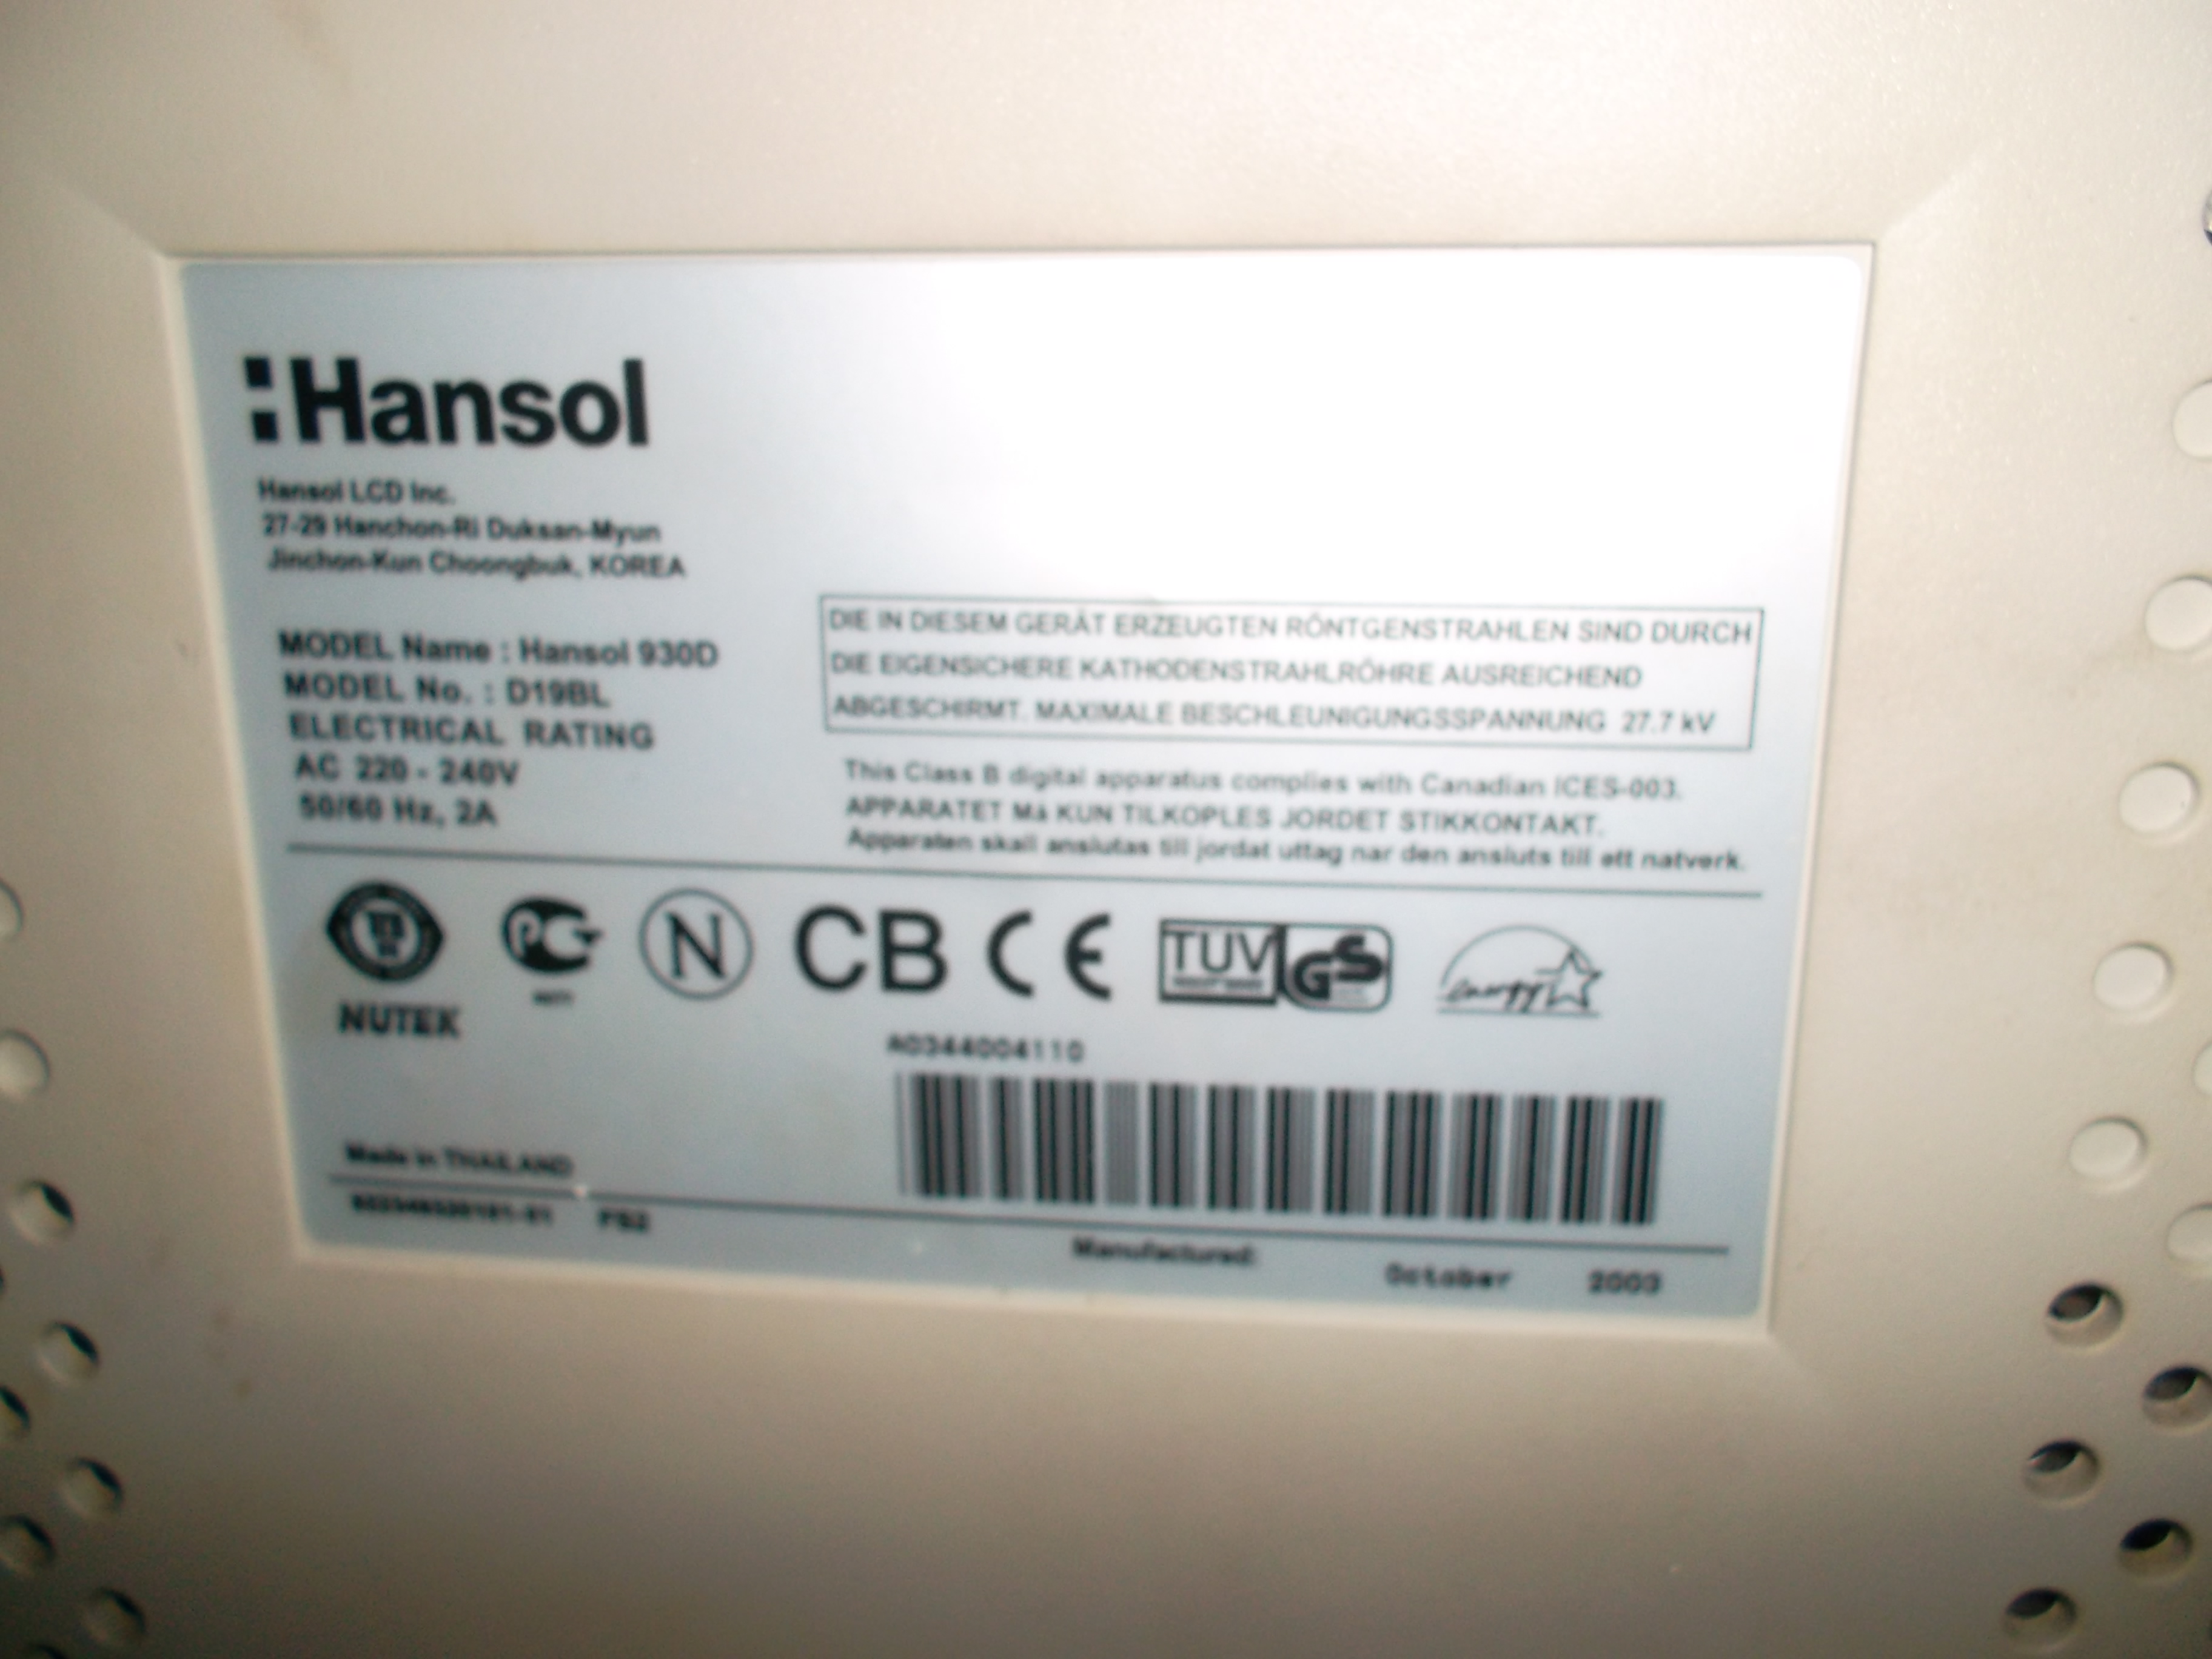 Hansol
Hansol LCD Inc.
27-29 Hanchon-Ri Duksan-Myun
Jinchon-Kun Choongbuk, KOREA
MODEL Name : Hansol 930D
MODEL No. : D19BL
ELECTRICAL RATING
AC 220 - 240V
50/60 Hz, 2A
DIE IN DIESEM GERÄT ERZEUGTEN RÖNTGENSTRAHLEN SIND DURCH
DIE EIGENSICHERE KATHODENSTRAHLRÖHRE AUSREICHEND
ABGESCHIRMT. MAXIMALE BESCHLEUNIGUNGSSPANNUNG 27.7 kV
This Class B digital apparatus complies with Canadian ICES-003.
APPARATET Må KUN TILKOPLES JORDET STIKKONTAKT.
Apparaten skall anslutas till jordat uttag nar den ansluts till ett natverk.
PC N CB CE TUV GS energy
NUTEK
A0344004110
Made in THAILAND
Manufactured: October 2003